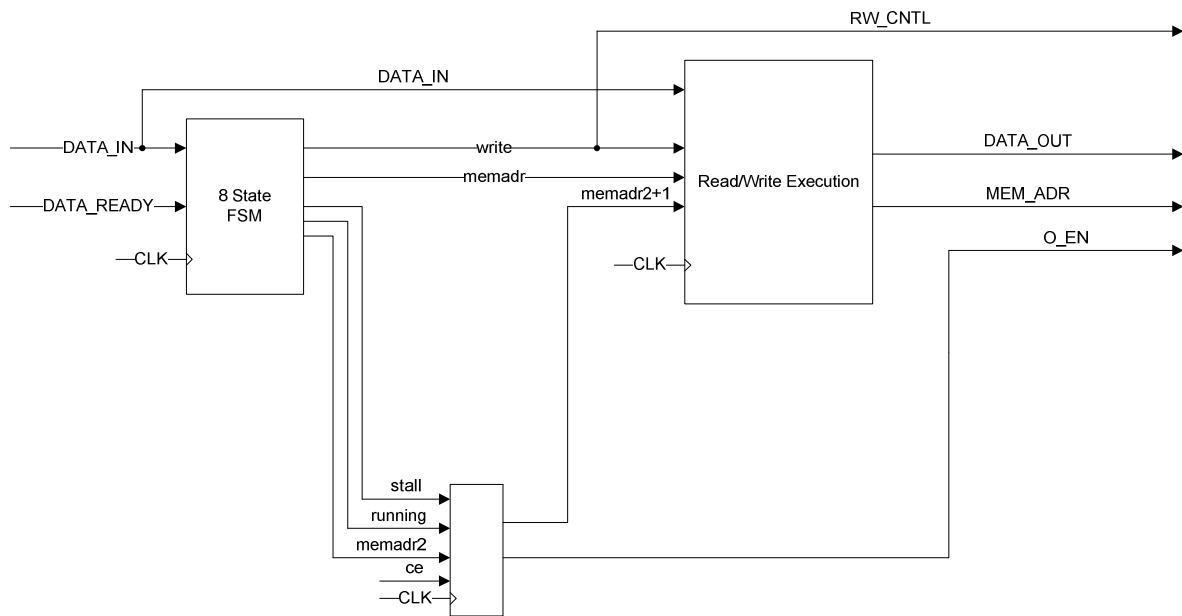 RW_CNTL
DATA_IN
DATA_IN
write
DATA_OUT
memadr
Read/Write Execution
8 State
FSM
memadr2+1
MEM_ADR
DATA_READY
O_EN
CLK
CLK
stall
running
memadr2
ce
CLK